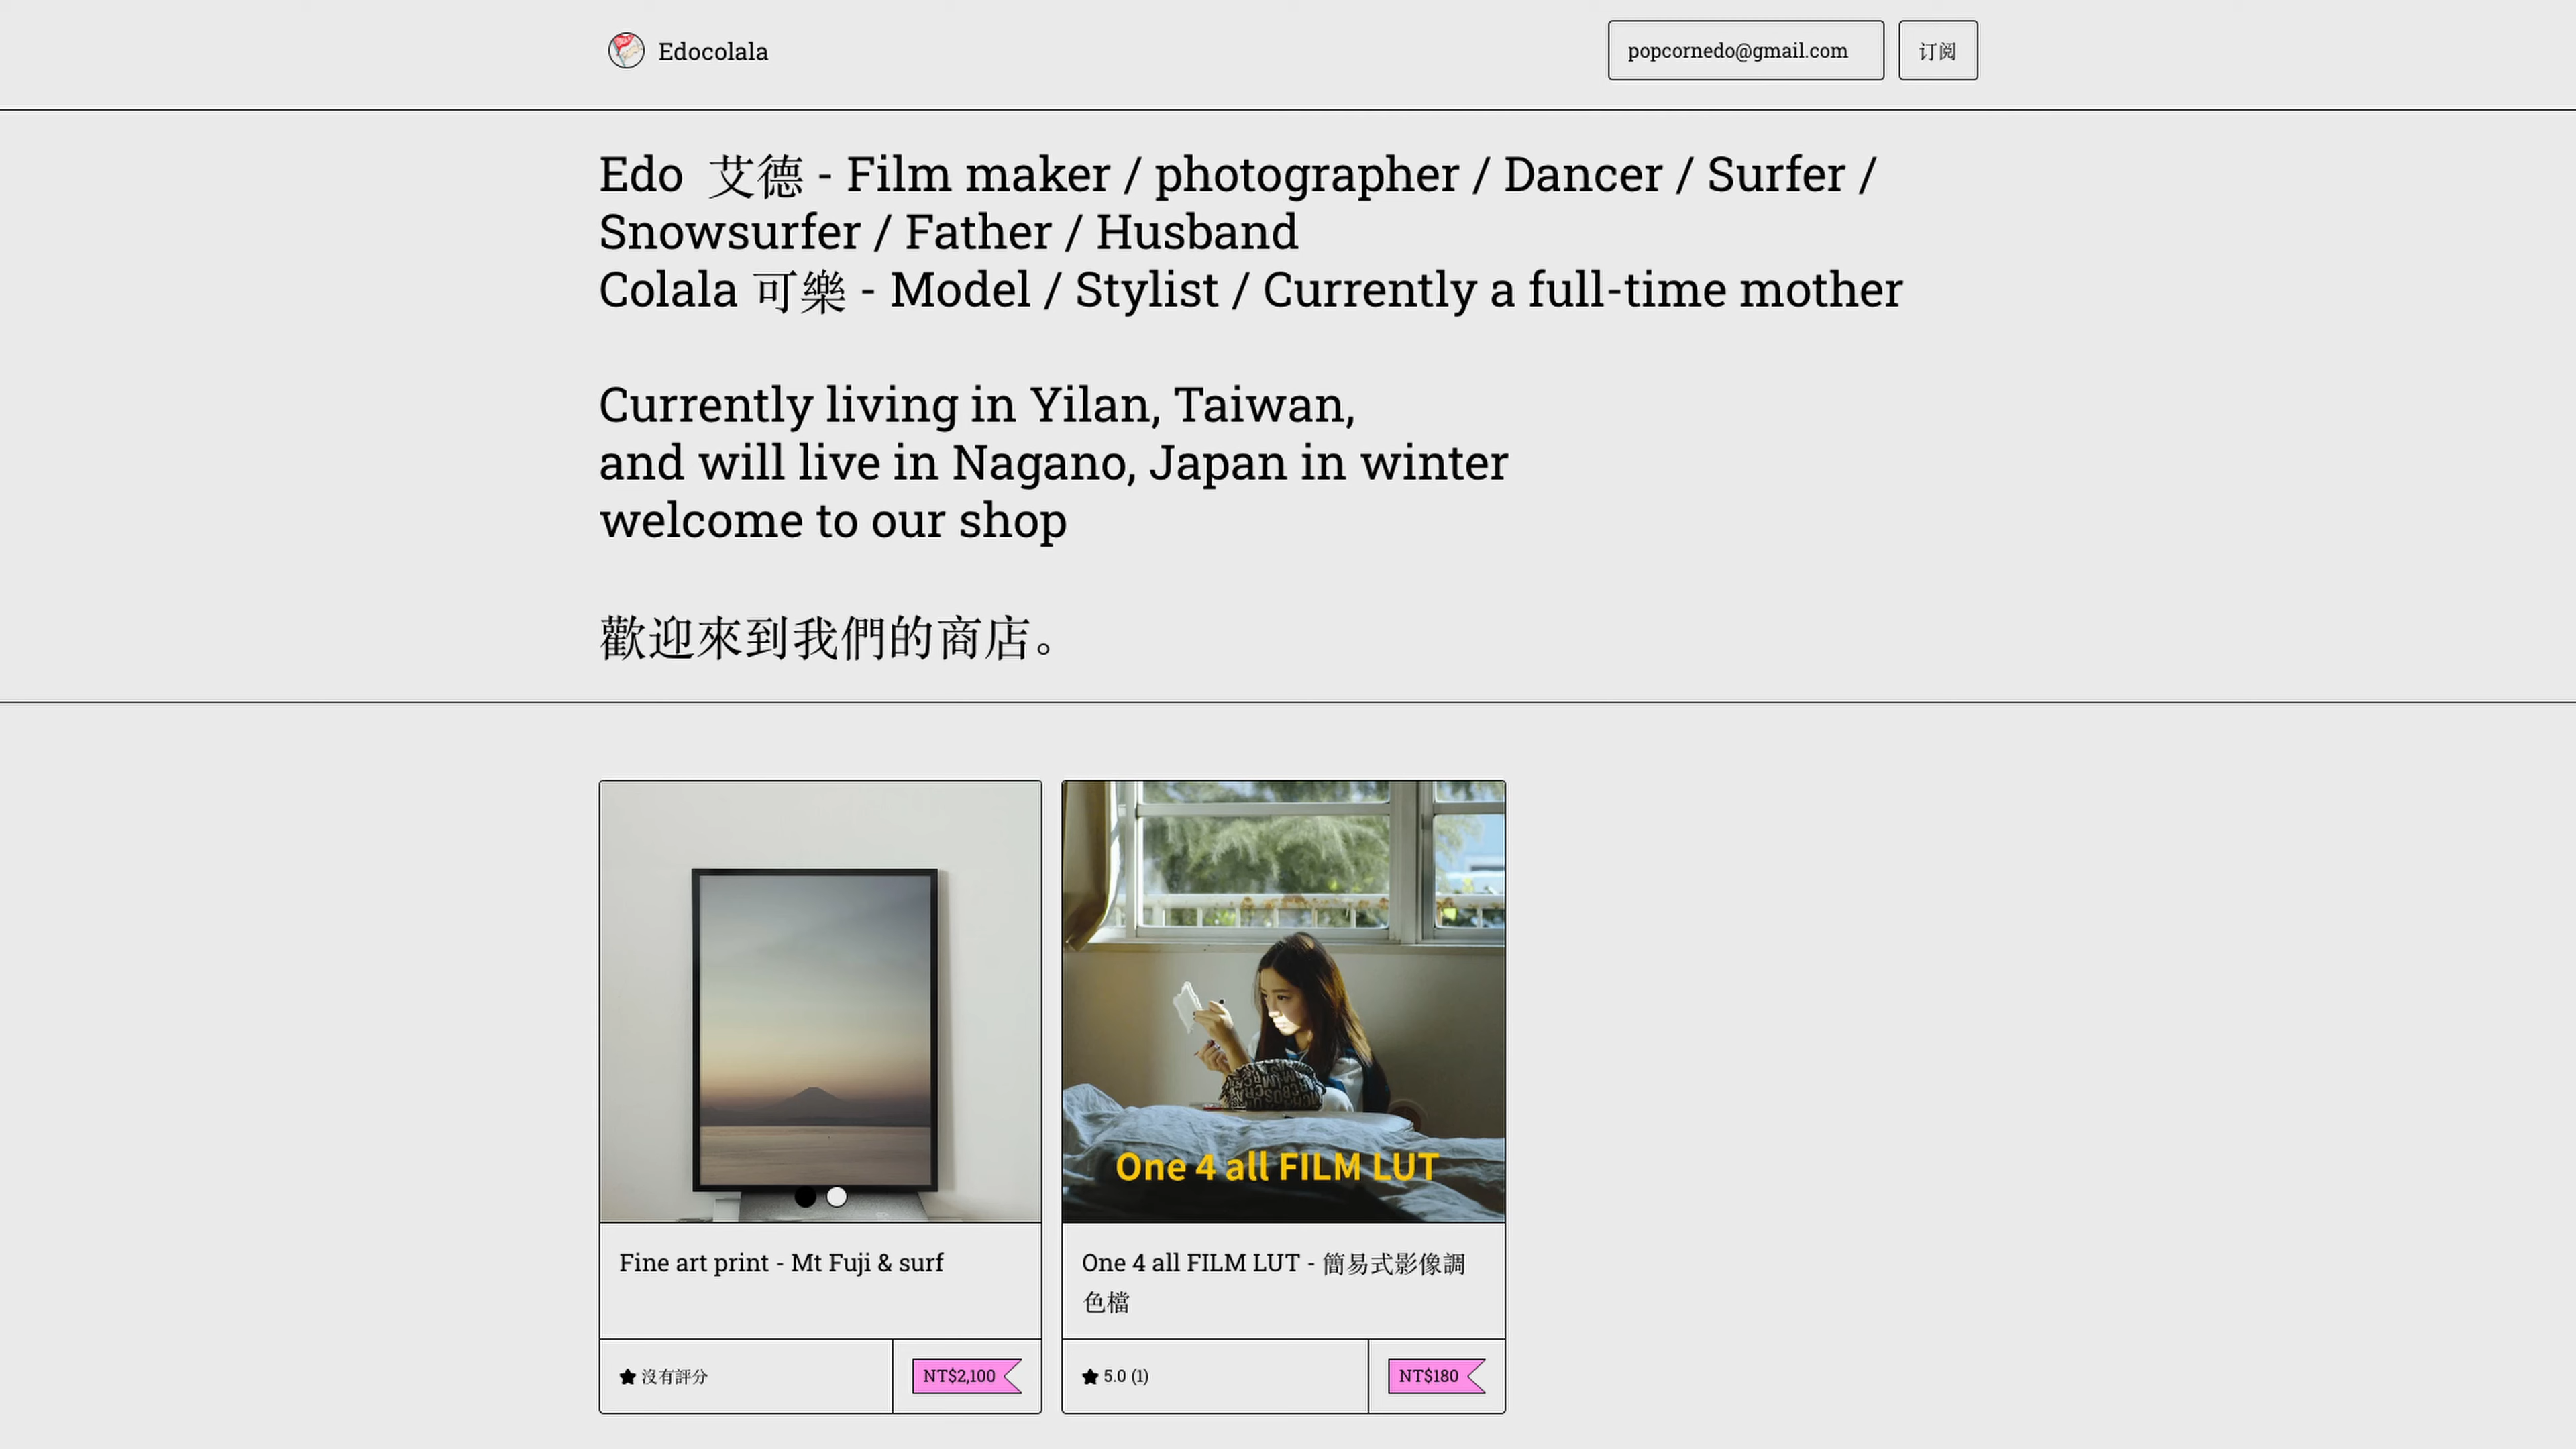 Edocolala
popcornedo@gmail.com
订阅
Edo 艾德 - Film maker / photographer / Dancer / Surfer /
Snowsurfer / Father / Husband
Colala 可樂 - Model / Stylist / Currently a full-time mother
Currently living in Yilan, Taiwan,
and will live in Nagano, Japan in winter
welcome to our shop
歡迎來到我們的商店。
One 4 all FILM LUT
Fine art print - Mt Fuji & surf
沒有評分
NT$2,100
One 4 all FILM LUT - 簡易式影像調
色檔
5.0 (1)
NT$180